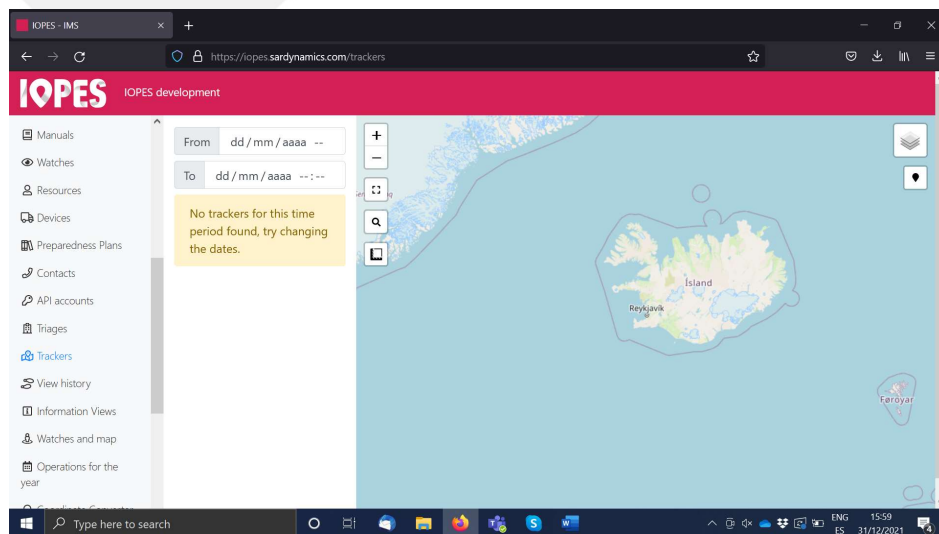 IOPES - IMS
https://iopes.sardynamics.com/trackers
IOPES
IOPES development
Manuals
Watches
Resources
Devices
Preparedness Plans
Contacts
API accounts
Triages
Trackers
View history
Information Views
Watches and map
Operations for the
year
From dd/mm/aaaa --
To dd/mm/aaaa --:--
No trackers for this time
period found, try changing
the dates.
+
−
Ísland
Reykjavík
Føroyar
Type here to search
ENG
ES
15:59
31/12/2021
4